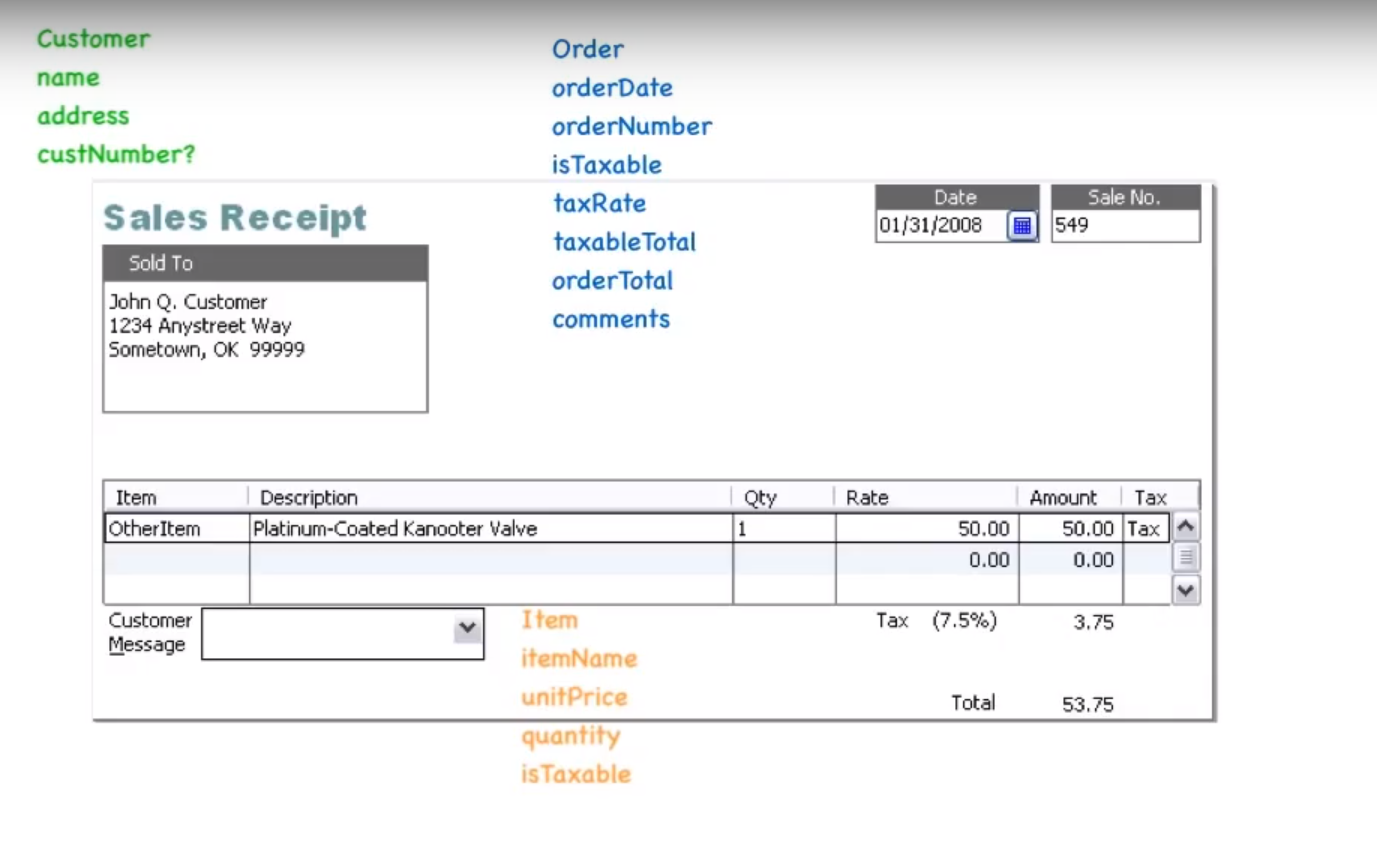 Customer
name
address
custNumber?
Order
orderDate
orderNumber
isTaxable
taxRate
taxableTotal
orderTotal
comments
Sales Receipt
Date Sale No.
01/31/2008 549
Sold To
John Q. Customer
1234 Anystreet Way
Sometown, OK 99999
Item Description Qty Rate Amount Tax
OtherItem Platinum-Coated Kanooter Valve 1 50.00 50.00 Tax
0.00 0.00
Customer
Message
Tax (7.5%) 3.75
Total 53.75
Item
itemName
unitPrice
quantity
isTaxable